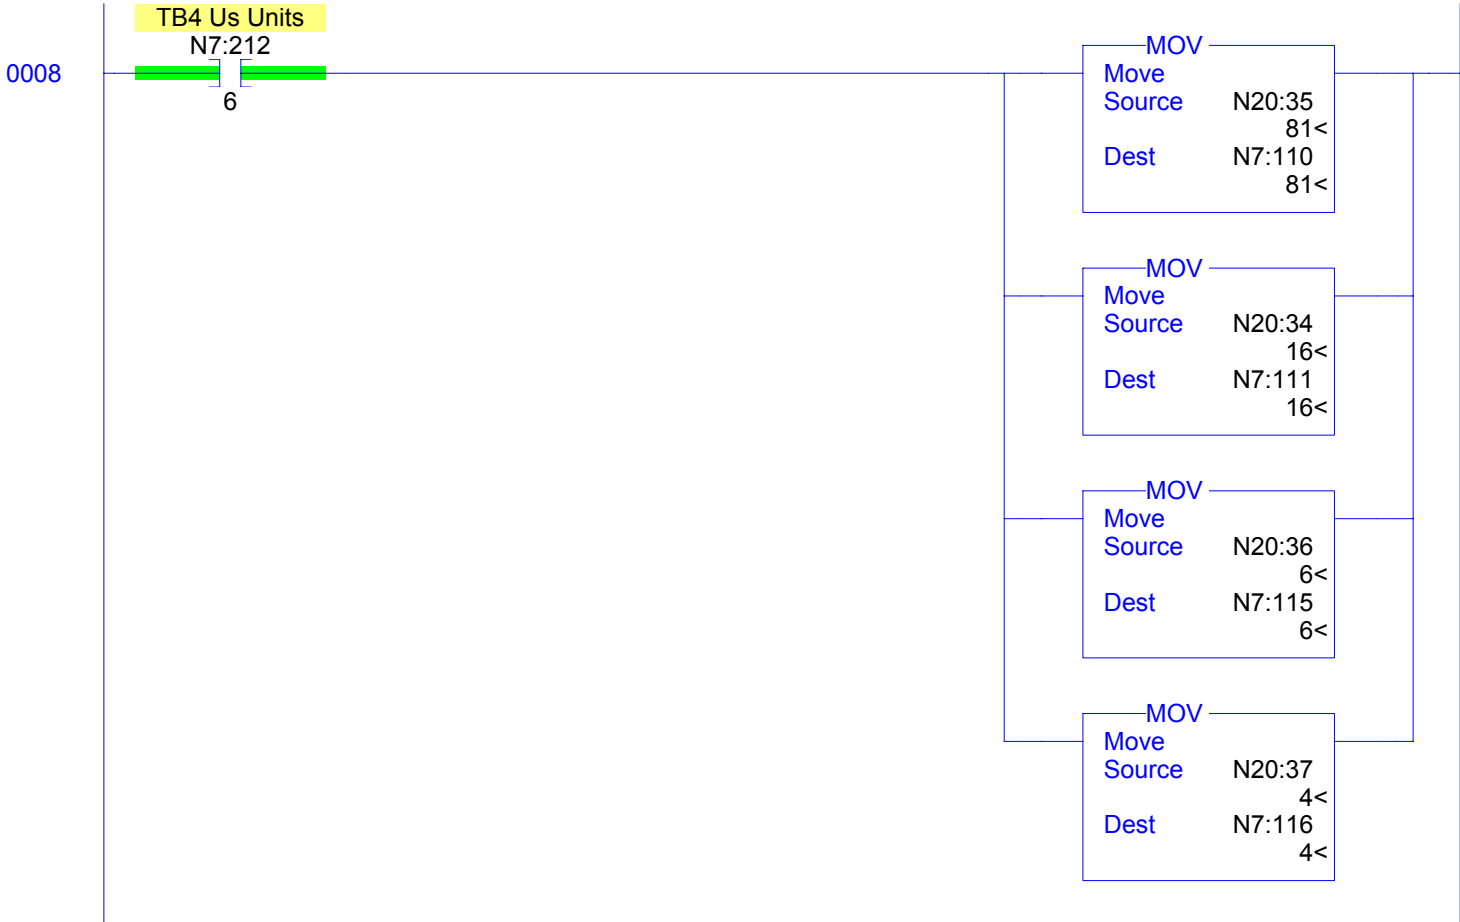 TB4 Us Units
N7:212
0008
6
MOV
Move
Source N20:35
81<
Dest N7:110
81<
MOV
Move
Source N20:34
16<
Dest N7:111
16<
MOV
Move
Source N20:36
6<
Dest N7:115
6<
MOV
Move
Source N20:37
4<
Dest N7:116
4<